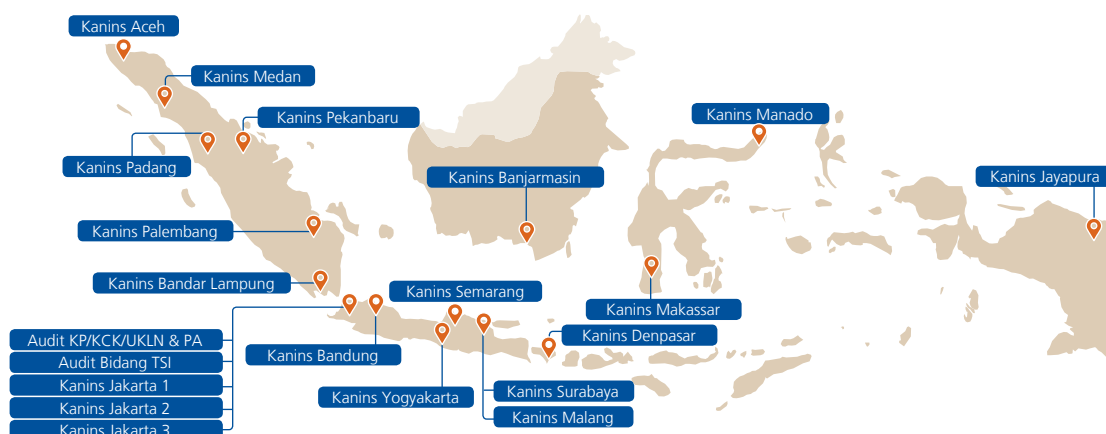 Kanins Aceh
Kanins Medan
Kanins Pekanbaru
Kanins Manado
Kanins Padang
Kanins Banjarmasin
Kanins Jayapura
Kanins Palembang
Kanins Bandar Lampung
Kanins Semarang
Kanins Makassar
Audit KP/KCK/UKLN & PA
Kanins Denpasar
Kanins Bandung
Audit Bidang TSI
Kanins Jakarta 1
Kanins Yogyakarta
Kanins Surabaya
Kanins Jakarta 2
Kanins Malang
Kanins Jakarta 3